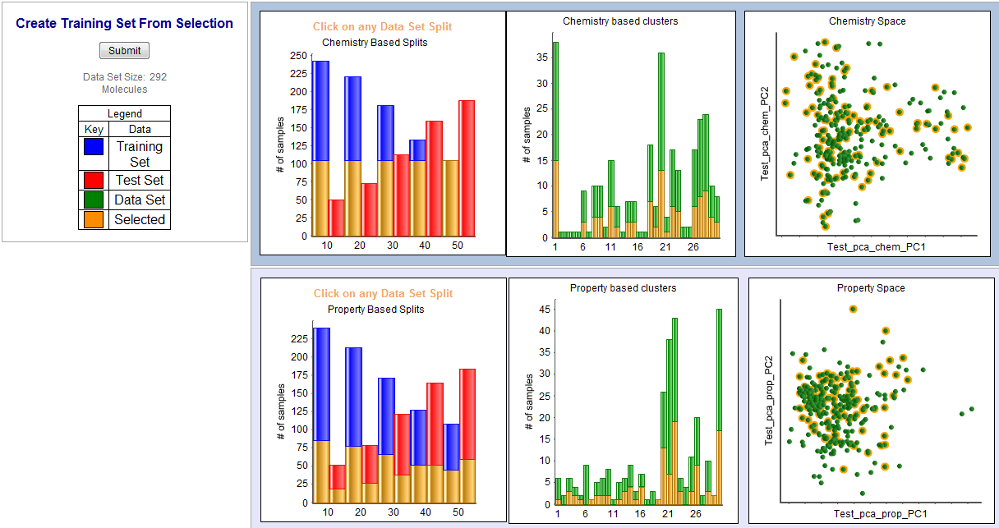 Create Training Set From Selection
Submit
Data Set Size: 292
Molecules
Legend
Key Data
Training
Set
Test Set
Data Set
Selected
Click on any Data Set Split
Chemistry Based Splits
# of samples
250
225
200
175
150
125
100
75
50
25
0
10 20 30 40 50
Chemistry based clusters
# of samples
35
30
25
20
15
10
5
0
1 6 11 16 21 26
Chemistry Space
Test_pca_chem_PC2
Test_pca_chem_PC1
Click on any Data Set Split
Property Based Splits
# of samples
225
200
175
150
125
100
75
50
25
0
10 20 30 40 50
Property based clusters
# of samples
45
40
35
30
25
20
15
10
5
0
1 6 11 16 21 26
Property Space
Test_pca_prop_PC2
Test_pca_prop_PC1